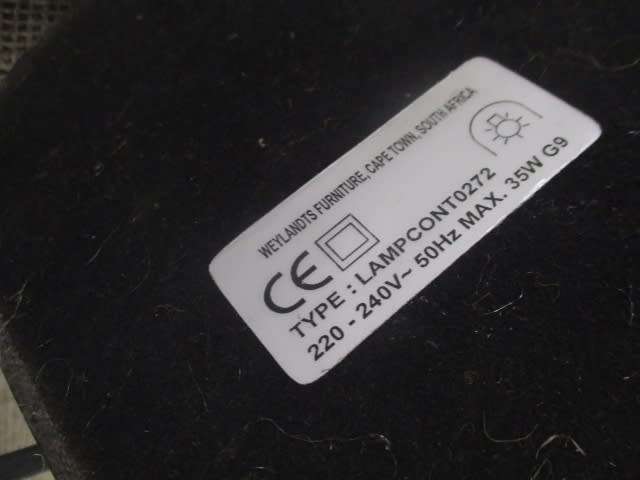 WEYLANDTS FURNITURE, CAPE TOWN, SOUTH AFRICA
CE
TYPE : LAMPCONT0272
220 - 240V~ 50Hz MAX. 35W G9